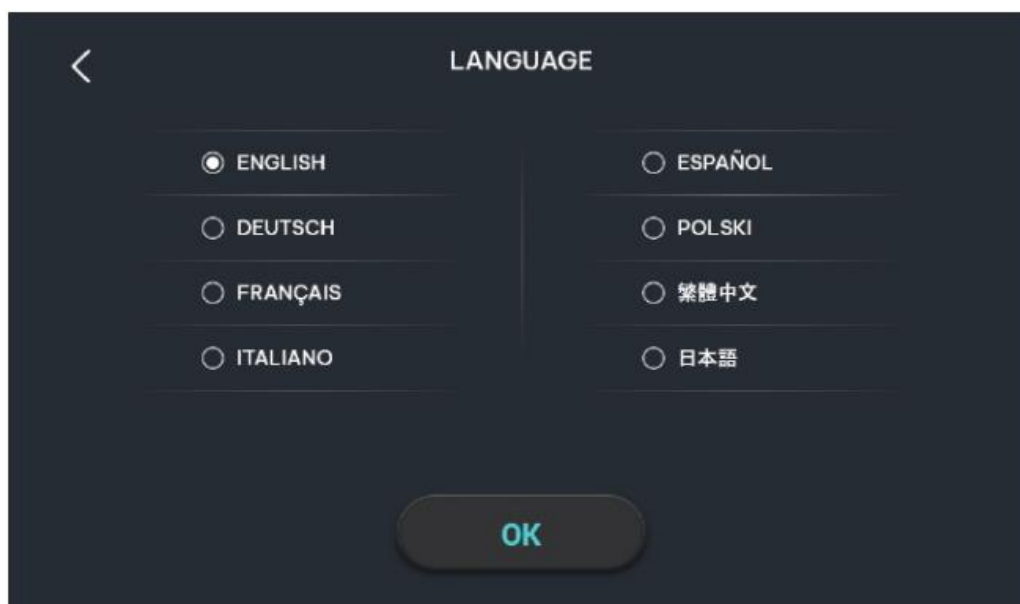 LANGUAGE
ENGLISH
DEUTSCH
FRANÇAIS
ITALIANO
ESPAÑOL
POLSKI
繁體中文
日本語
OK